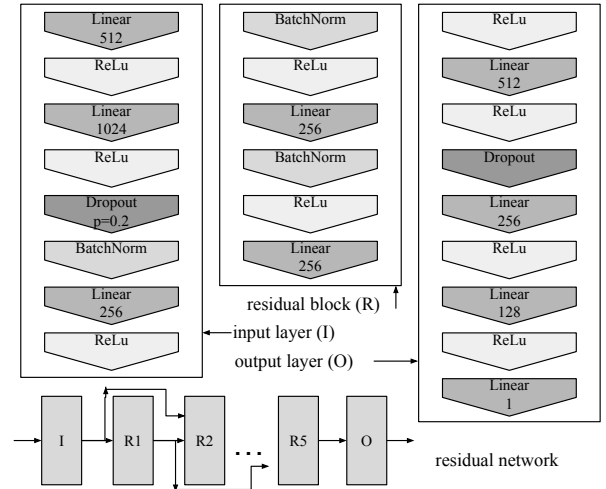 Linear
512
ReLu
Linear
1024
ReLu
Dropout
p=0.2
BatchNorm
Linear
256
ReLu
BatchNorm
ReLu
Linear
256
BatchNorm
ReLu
Linear
256
ReLu
Linear
512
ReLu
Dropout
Linear
256
ReLu
Linear
128
ReLu
Linear
1
residual block (R)
input layer (I)
output layer (O)
I
R1
R2
...
R5
O
residual network